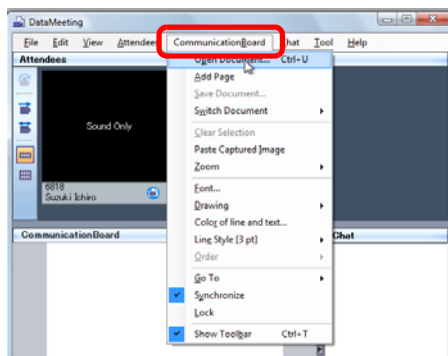 DataMeeting
File Edit View Attendees CommunicationBoard Chat Tool Help
Attendees
Open Document... Ctrl+U
Add Page
Save Document...
Switch Document
Sound Only
Clear Selection
Paste Captured Image
Zoom
6818
Suzuki Ichiro
Font...
Drawing
Color of line and text...
CommunicationBoard
Line Style [3 pt]
Chat
Order
Go To
Synchronize
Lock
Show Toolbar Ctrl+T